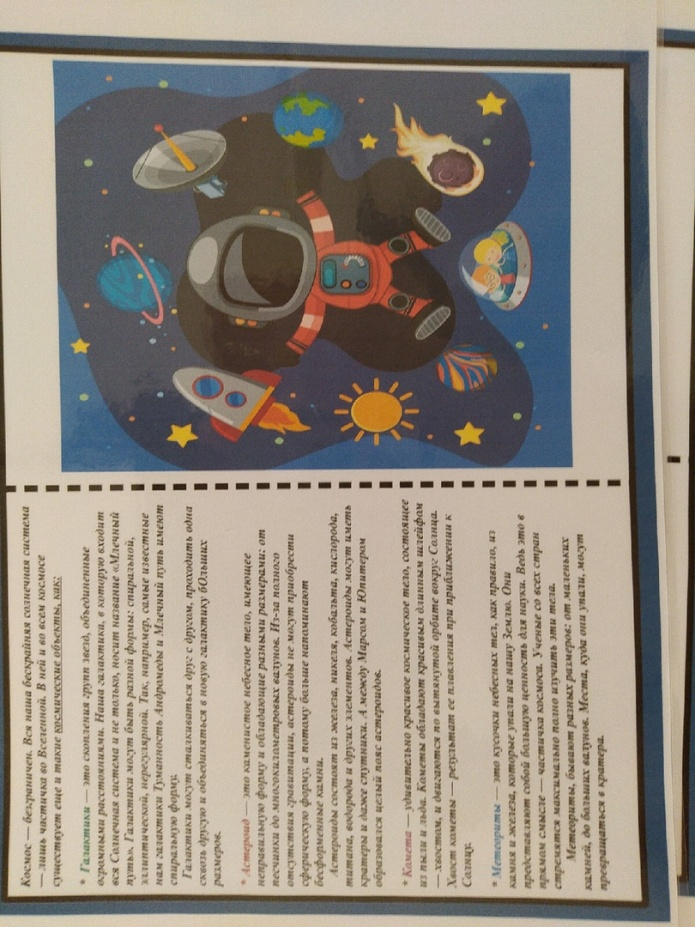 Космос — безграничен. Вся наша бескрайняя солнечная система
— лишь частичка во Вселенной. В ней и во всем космосе
существует еще и такие космические объекты, как:
* Галактики — это скопления групп звезд, объединенные
огромными расстояниями. Наша галактика, в которую входит
вся Солнечная система и не только, носит название «Млечный
путь». Галактики могут быть разной формы: спиральной,
эллиптической, нерегулярной. Так, например, самые известные
нам галактики Туманность Андромеды и Млечный путь имеют
спиральную форму.
Галактики могут сталкиваться друг с другом, проходить одна
сквозь другую и объединяться в новую галактику бОльших
размеров.
* Астероид — это каменистое небесное тело, имеющее
неправильную форму и обладающие разными размерами: от
песчинки до многокилометровых валунов. Из-за полного
отсутствия гравитации, астероиды не могут приобрести
сферическую форму, а потому больше напоминают
бесформенные камни.
Астероиды состоят из железа, никеля, кобальта, кислорода,
титана, водорода и других элементов. Астероиды могут иметь
кратеры и даже спутники. А между Марсом и Юпитером
образовался целый пояс астероидов.
* Комета — удивительно красивое космическое тело, состоящее
из пыли и льда. Кометы обладают красивым длинным шлейфом
— хвостом, и двигаются по вытянутой орбите вокруг Солнца.
Хвост кометы — результат ее плавления при приближении к
Солнцу.
* Метеориты — это кусочки небесных тел, как правило, из
камня и железа, которые упали на нашу Землю. Они
представляют собой большую ценность для науки. Ведь это в
прямом смысле — частичка космоса. Ученые со всех стран
стремятся максимально полно изучить эти тела.
Метеориты, бывают разных размеров: от маленьких
камней, до больших валунов. Места, куда они упали, могут
превращаться в кратера.